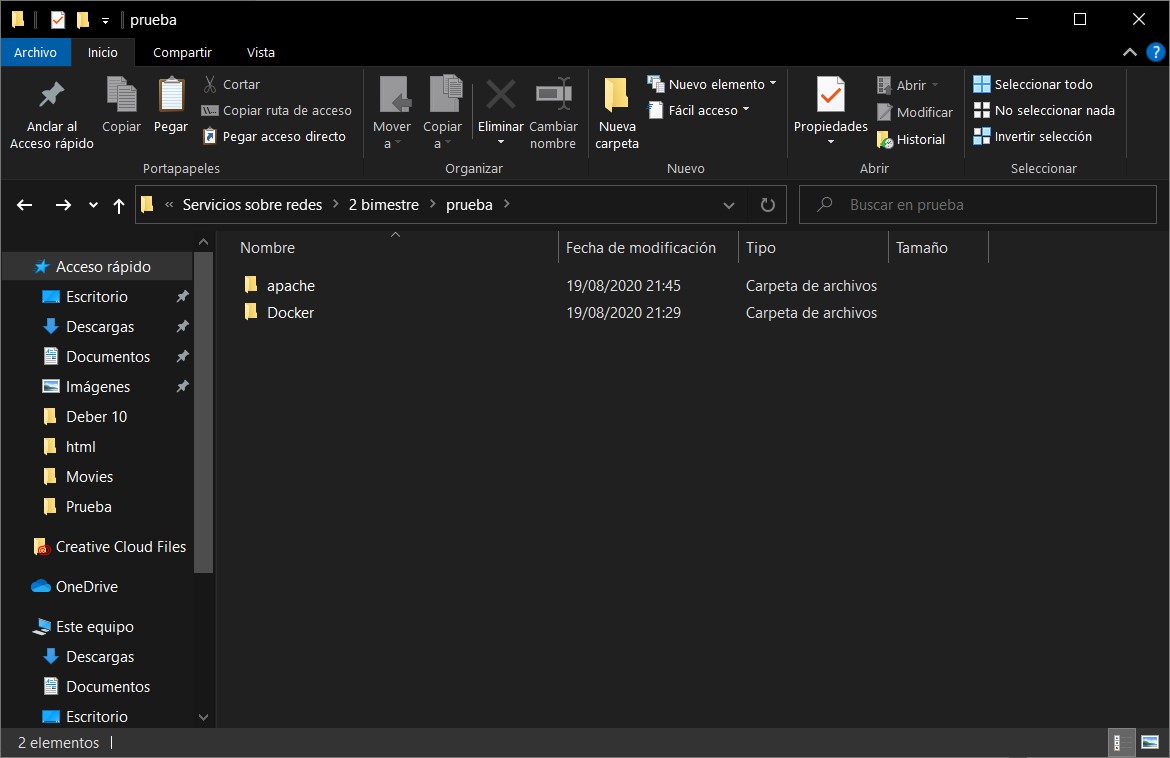 prueba
Archivo Inicio Compartir Vista
Anclar al
Acceso rápido
Copiar
Pegar
Cortar
Copiar ruta de acceso
Pegar acceso directo
Portapapeles
Mover
a
Copiar
a
Eliminar
Cambiar
nombre
Organizar
Nueva
carpeta
Nuevo elemento
Fácil acceso
Nuevo
Propiedades
Abrir
Modificar
Historial
Abrir
Seleccionar todo
No seleccionar nada
Invertir selección
Seleccionar
« Servicios sobre redes > 2 bimestre > prueba >
Buscar en prueba
Acceso rápido
Escritorio
Descargas
Documentos
Imágenes
Deber 10
html
Movies
Prueba
Creative Cloud Files
OneDrive
Este equipo
Descargas
Documentos
Escritorio
Nombre Fecha de modificación Tipo Tamaño
apache 19/08/2020 21:45 Carpeta de archivos
Docker 19/08/2020 21:29 Carpeta de archivos
2 elementos